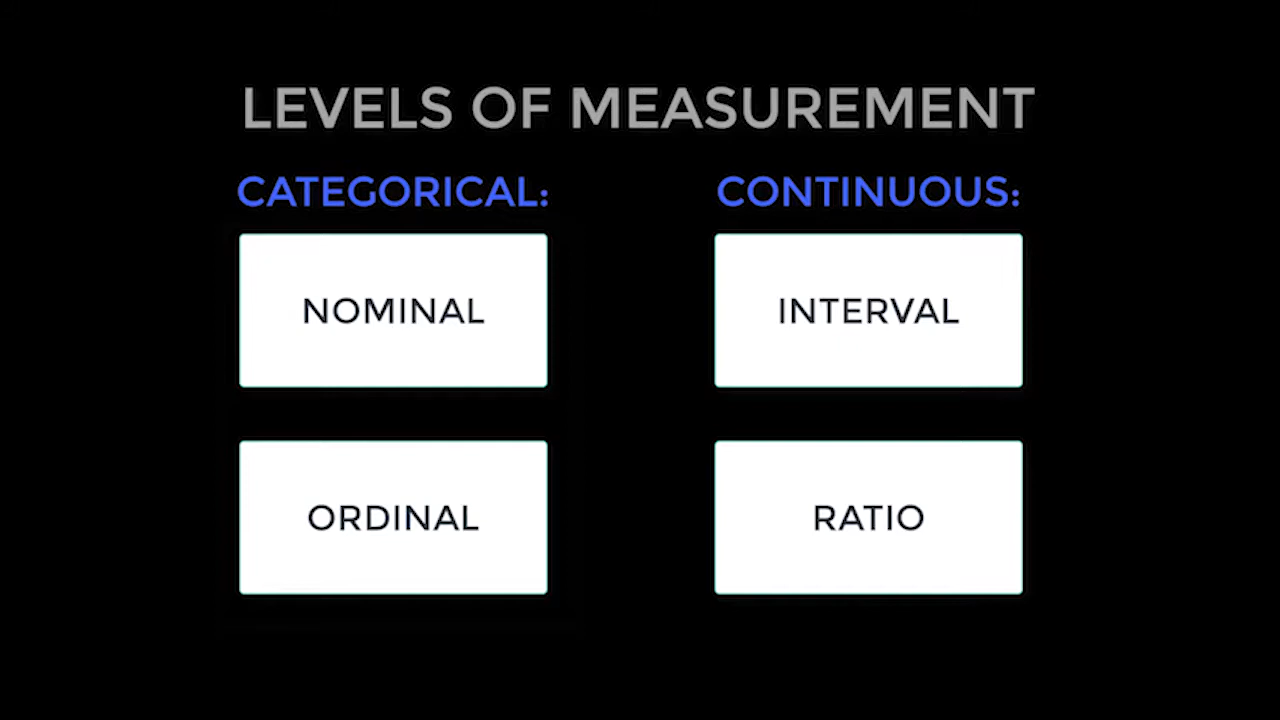 LEVELS OF MEASUREMENT
CATEGORICAL:
NOMINAL
ORDINAL
CONTINUOUS:
INTERVAL
RATIO